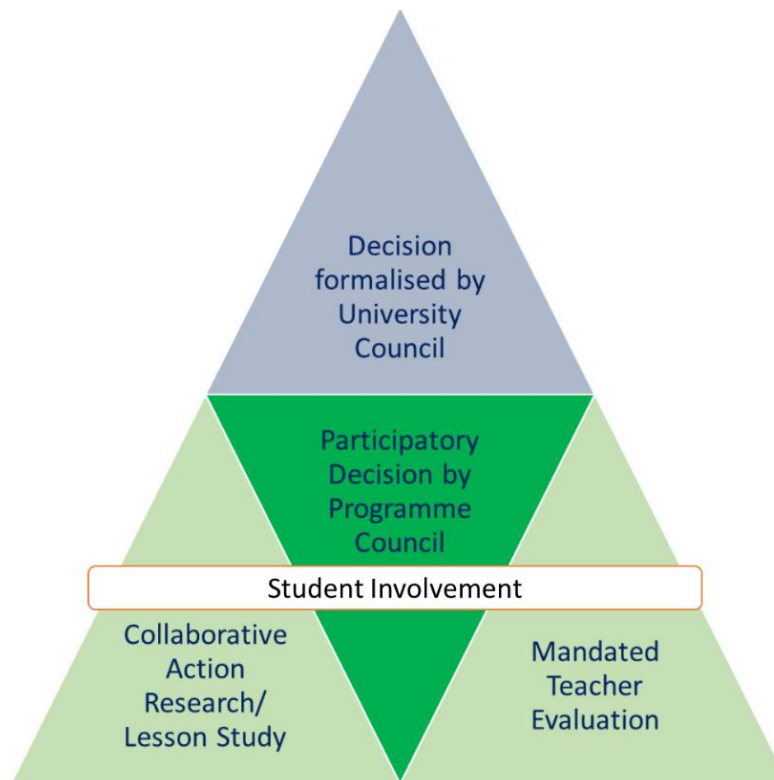 Decision
formalised by
University
Council
Participatory
Decision by
Programme
Council
Student Involvement
Collaborative
Action
Research/
Lesson Study
Mandated
Teacher
Evaluation